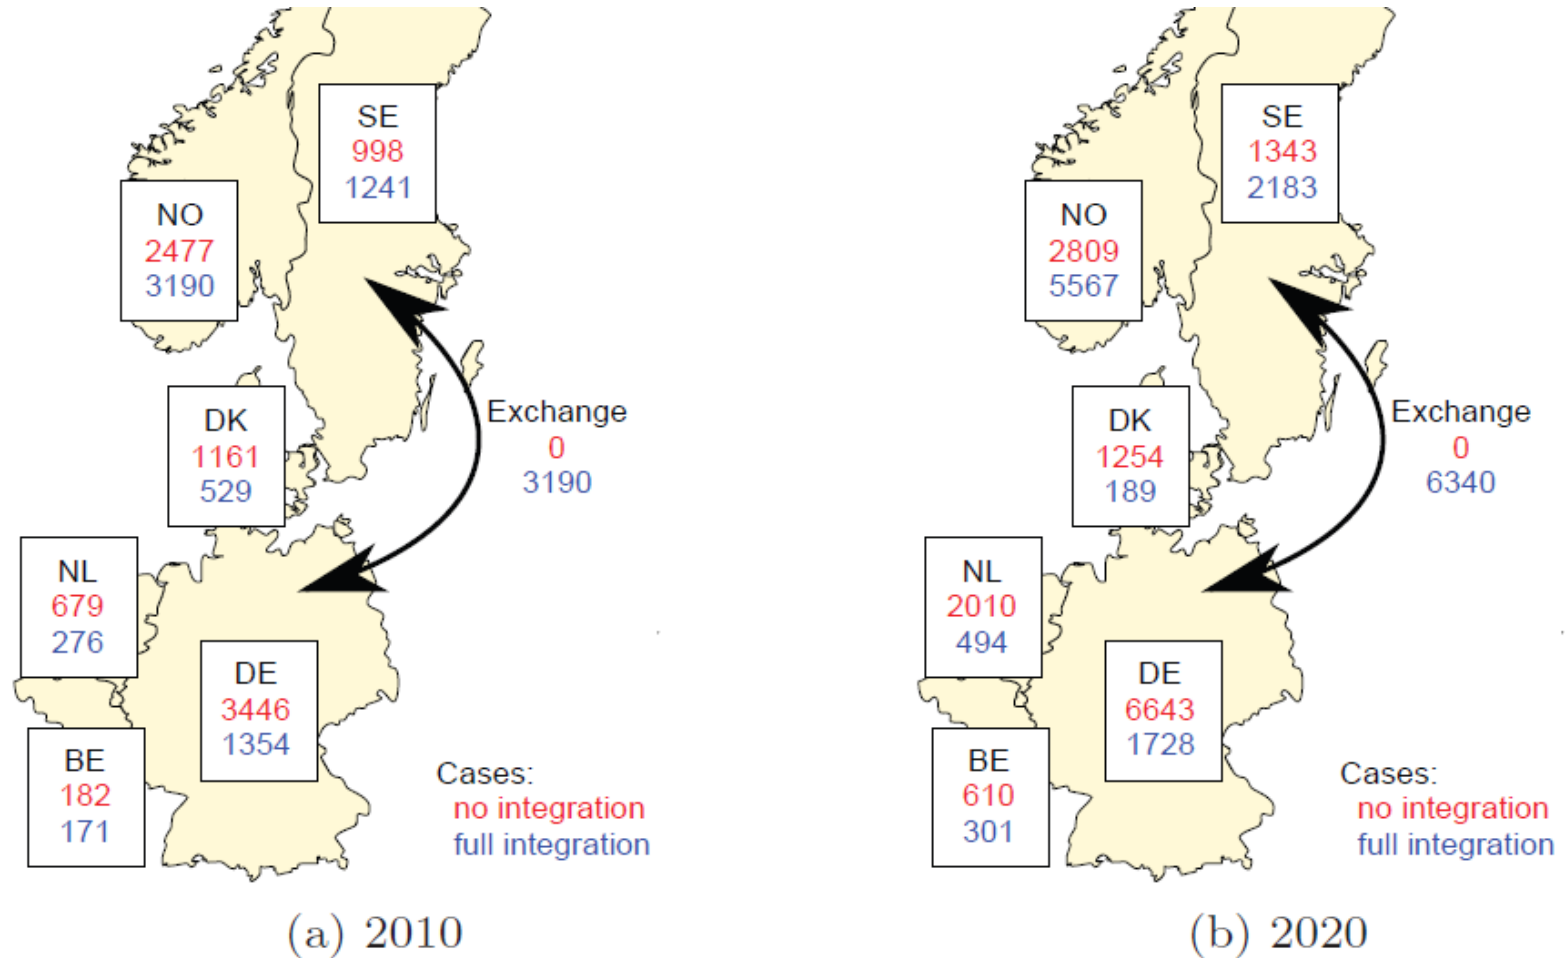 SE
998
1241
NO
2477
3190
DK
1161
529
Exchange
0
3190
NL
679
276
DE
3446
1354
BE
182
171
Cases:
no integration
full integration
(a) 2010
SE
1343
2183
NO
2809
5567
DK
1254
189
Exchange
0
6340
NL
2010
494
DE
6643
1728
BE
610
301
Cases:
no integration
full integration
(b) 2020